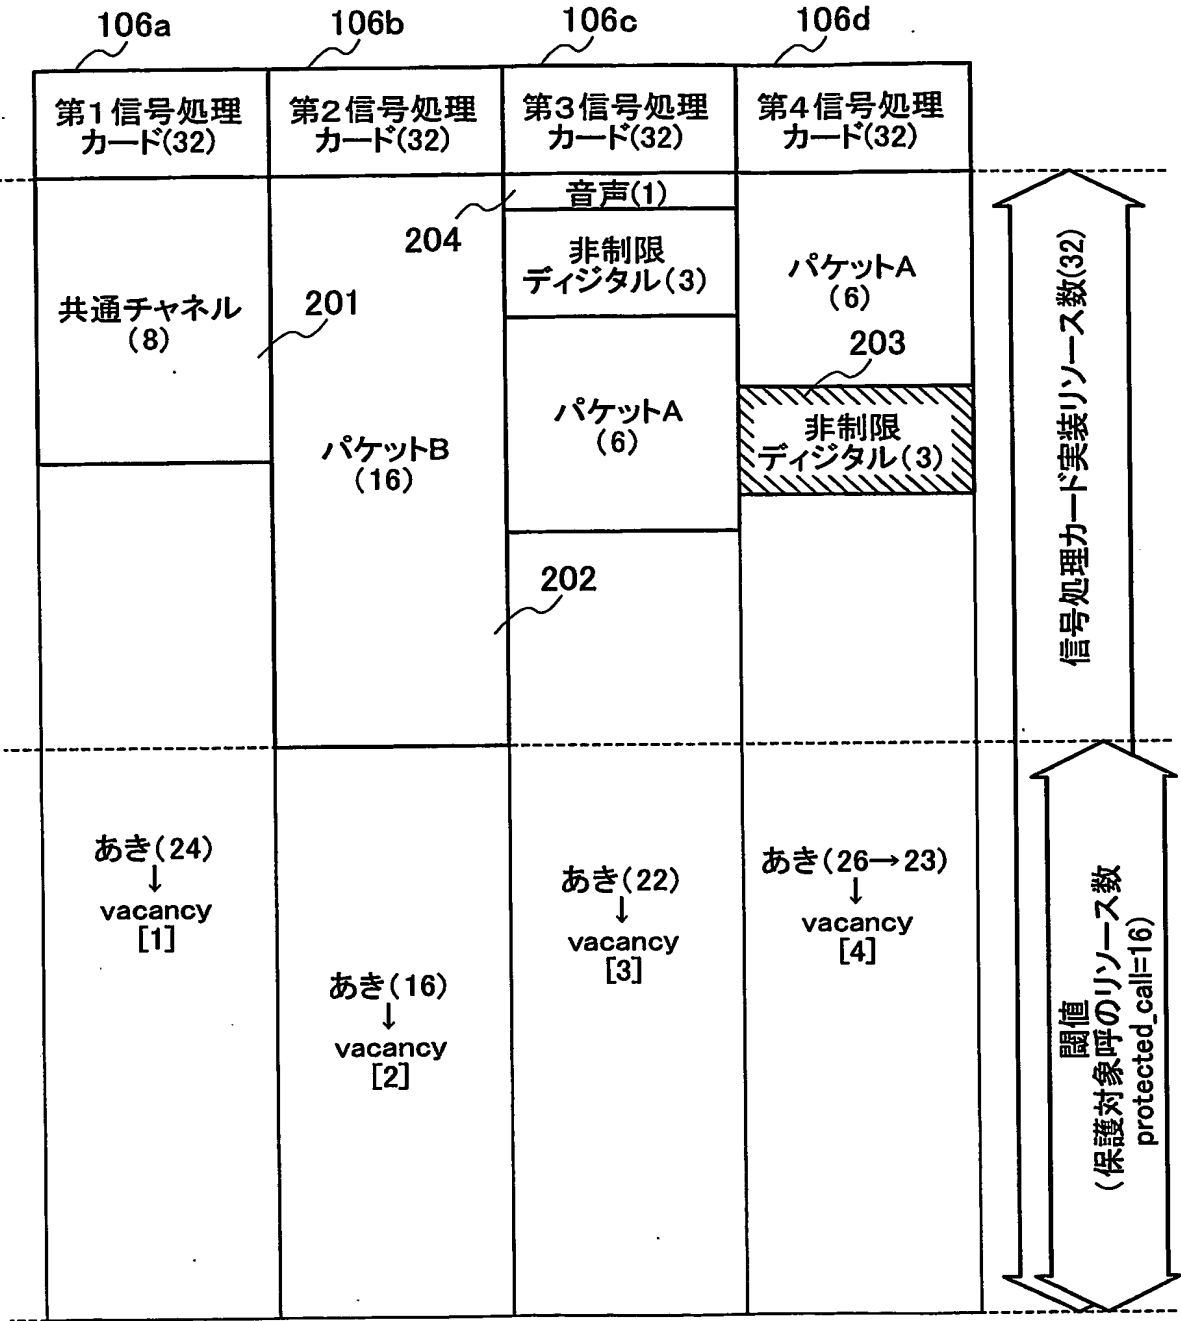 106a
106b
106c
106d
第1信号処理
カード(32)
第2信号処理
カード(32)
第3信号処理
カード(32)
第4信号処理
カード(32)
共通チャネル
(8)
201
パケットB
(16)
音声(1)
204
非制限
ディジタル(3)
パケットA
(6)
202
パケットA
(6)
203
非制限
ディジタル(3)
あき(24)
↓
vacancy
[1]
あき(16)
↓
vacancy
[2]
あき(22)
↓
vacancy
[3]
あき(26→23)
↓
vacancy
[4]
信号処理カード実装リソース数(32)
閾値
(保護対象呼のリソース数
protected_call=16)